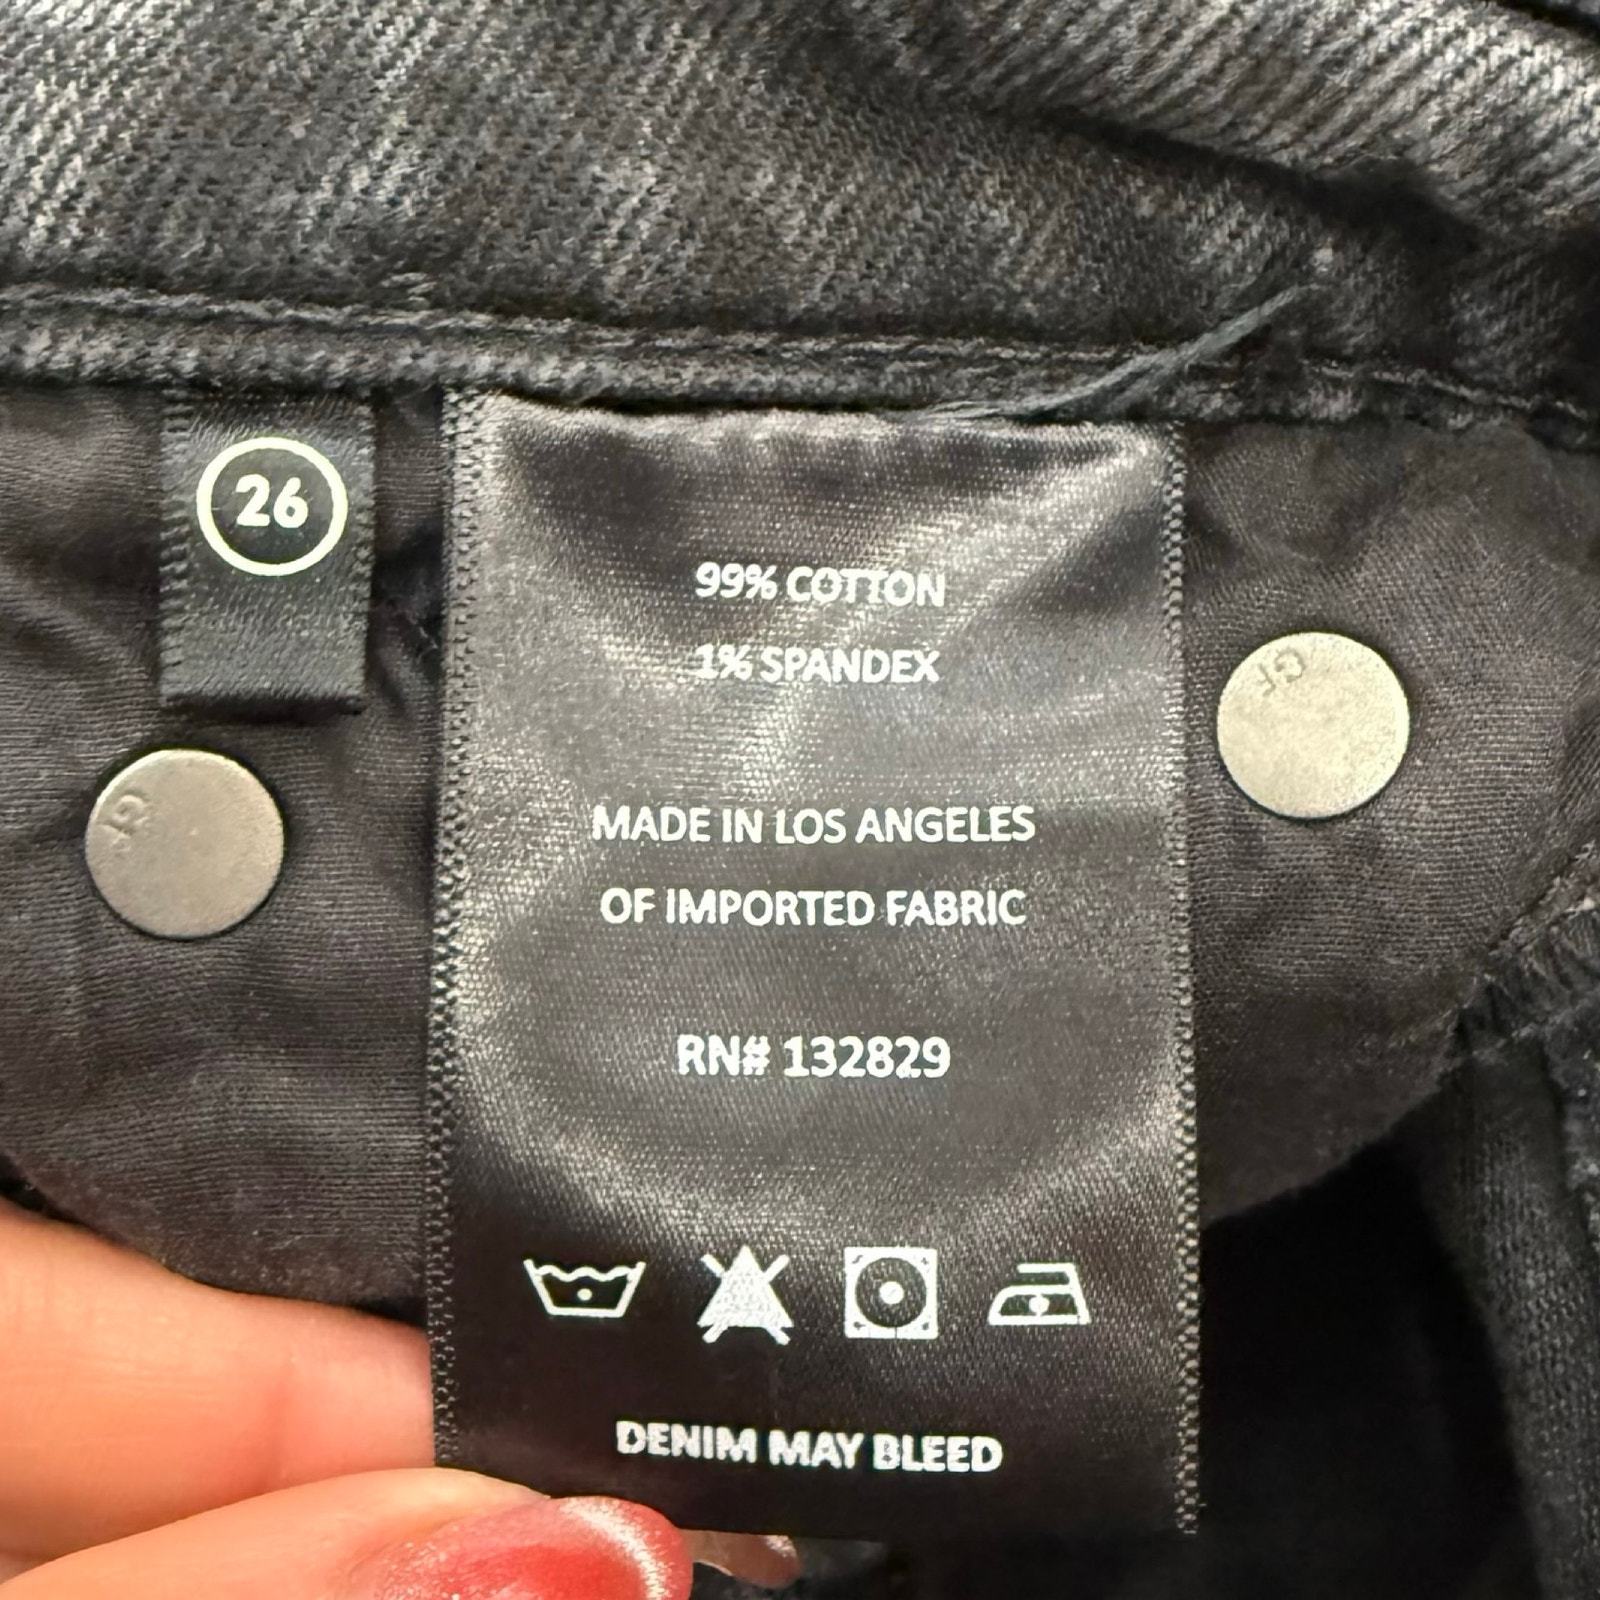 26
99% COTTON
1% SPANDEX
MADE IN LOS ANGELES
OF IMPORTED FABRIC
RN# 132829
DENIM MAY BLEED